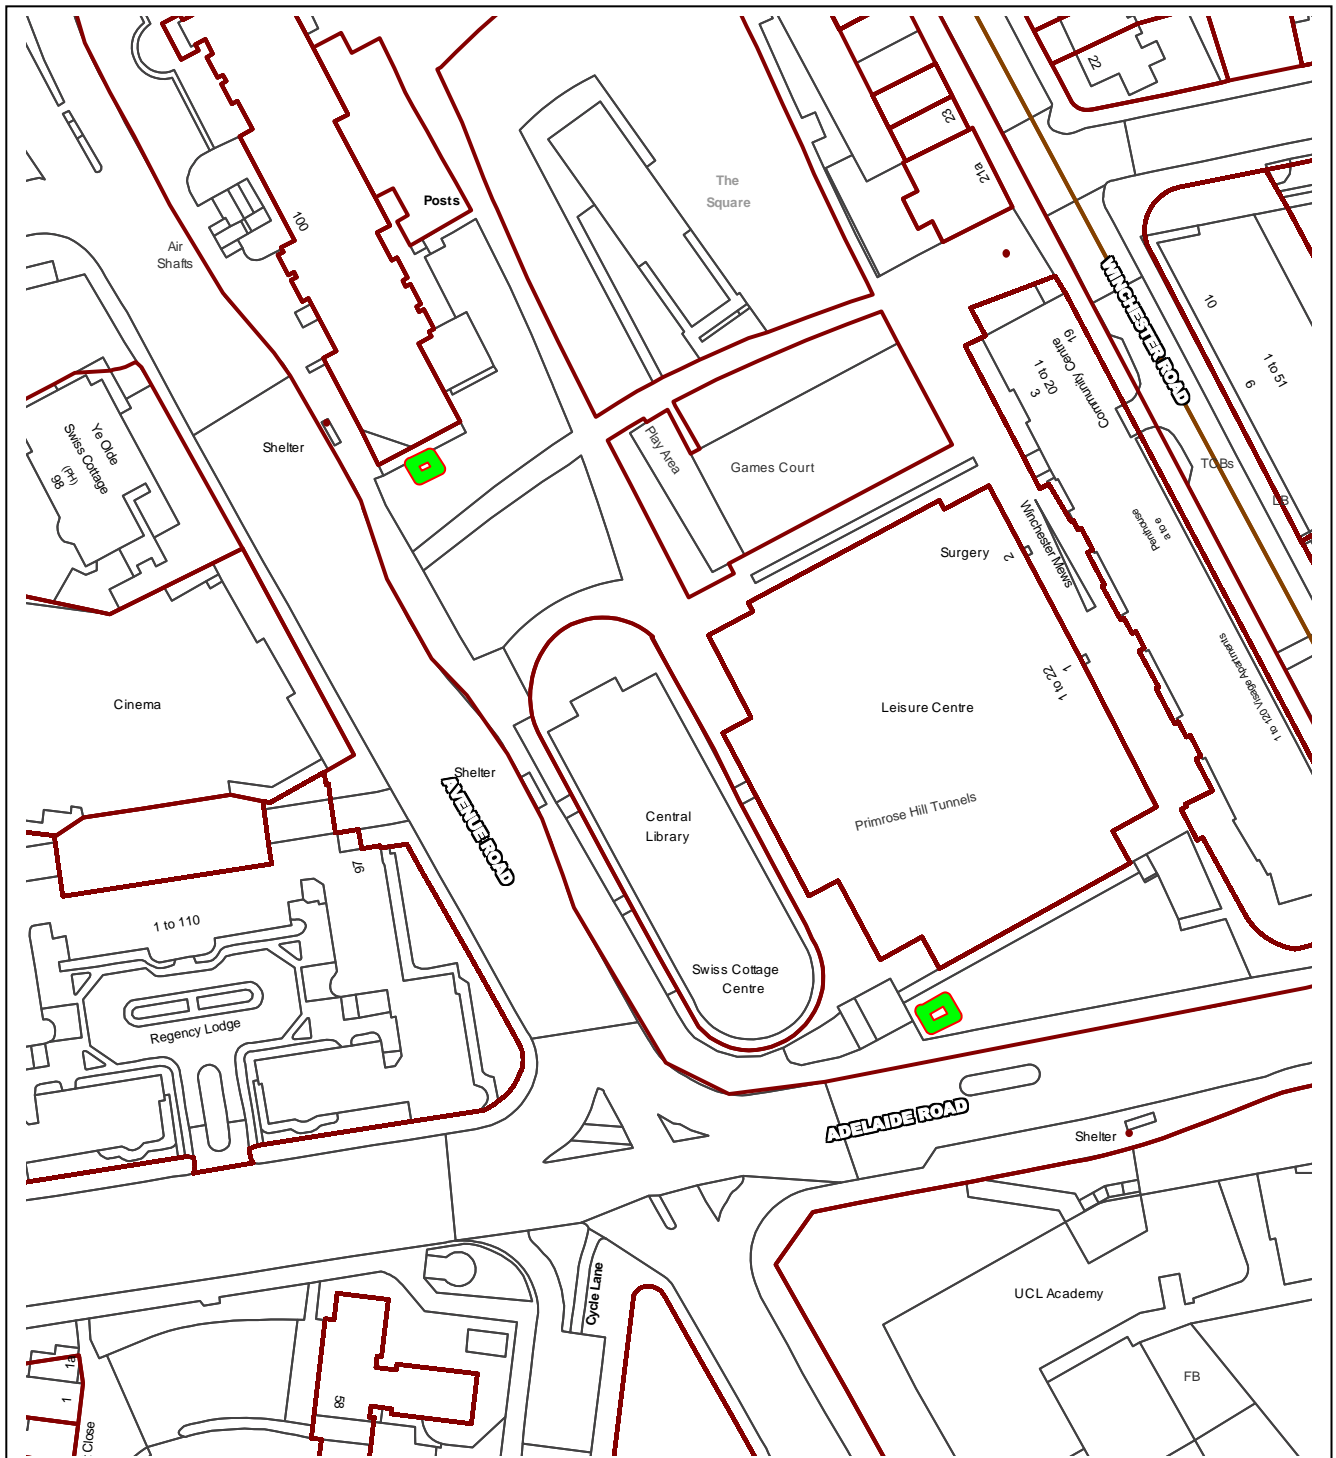 22
23
21a
The
Square
Posts
100
Air
Shafts
WINCHESTER ROAD
10
1 to 51
6
19
Community Centre
1 to 20
3
Shelter
Ye Olde
Swiss Cottage
(PH)
98
Play Area
Games Court
TCBs
LB
Penthouse
a to e
Surgery
2
Winchester Mews
1
1 to 22
1 to 120 Visage Apartments
Cinema
Leisure Centre
Shelter
AVENUE ROAD
Central
Library
Primrose Hill Tunnels
97
1 to 110
Swiss Cottage
Centre
Regency Lodge
ADELAIDE ROAD
Shelter
Cycle Lane
UCL Academy
FB
1a
1
58
Close